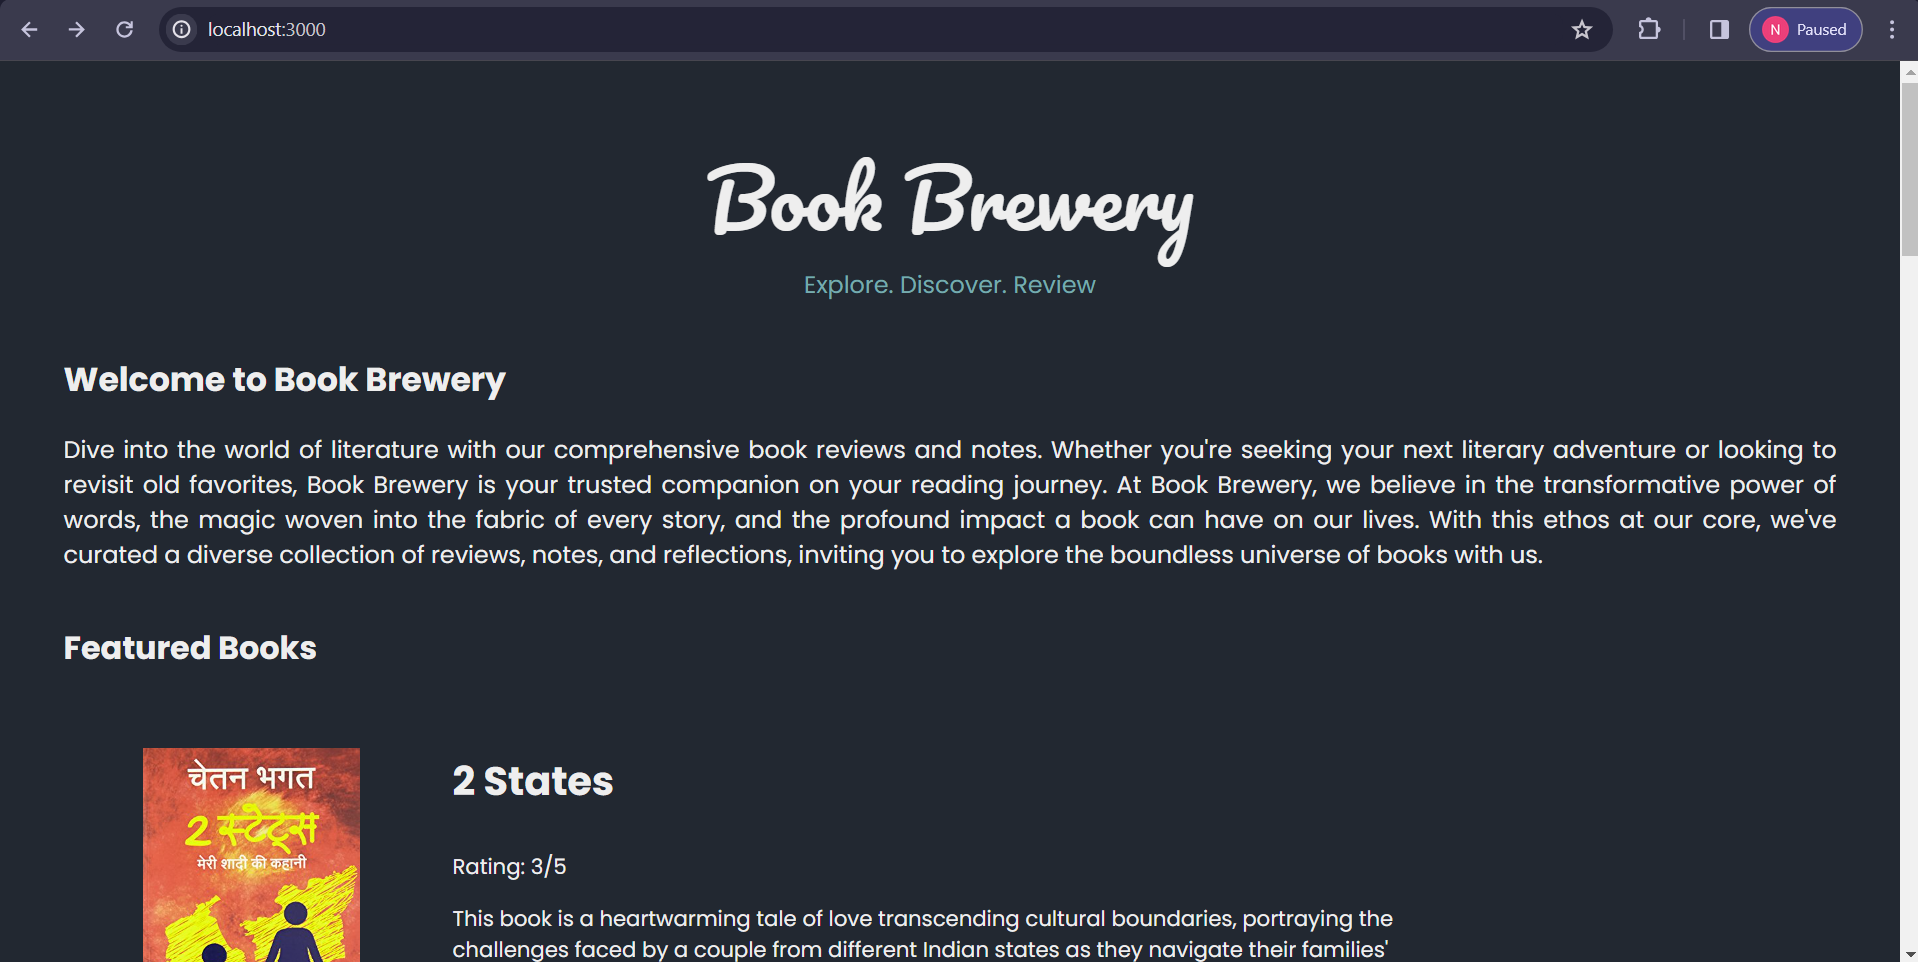 localhost:3000
N Paused
Book Brewery
Explore. Discover. Review
Welcome to Book Brewery
Dive into the world of literature with our comprehensive book reviews and notes. Whether you're seeking your next literary adventure or looking to
revisit old favorites, Book Brewery is your trusted companion on your reading journey. At Book Brewery, we believe in the transformative power of
words, the magic woven into the fabric of every story, and the profound impact a book can have on our lives. With this ethos at our core, we've
curated a diverse collection of reviews, notes, and reflections, inviting you to explore the boundless universe of books with us.
Featured Books
चेतन भगत
2 स्टेट्स
मेरी शादी की कहानी
2 States
Rating: 3/5
This book is a heartwarming tale of love transcending cultural boundaries, portraying the
challenges faced by a couple from different Indian states as they navigate their families'